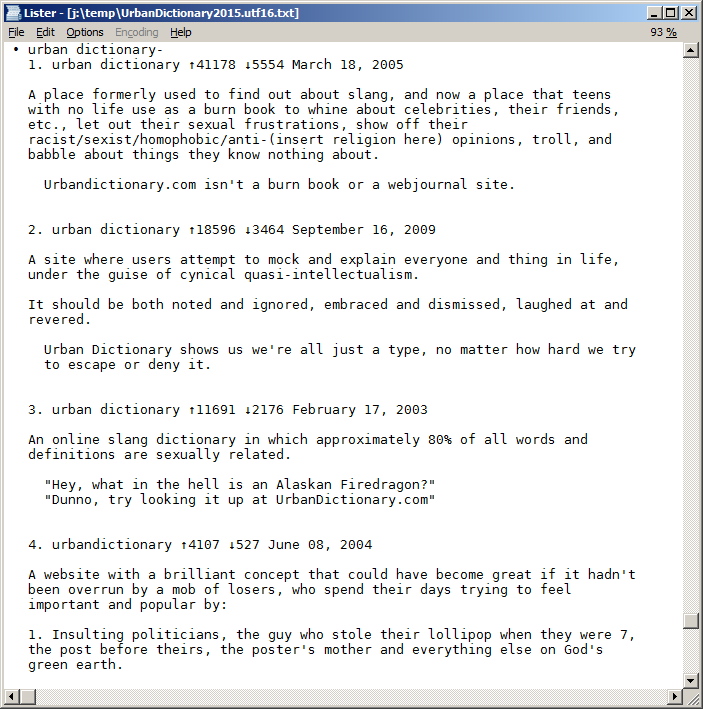 Lister - [j:\temp\UrbanDictionary2015.utf16.txt]
File Edit Options Encoding Help 93 %
• urban dictionary-
1. urban dictionary ↑41178 ↓5554 March 18, 2005
A place formerly used to find out about slang, and now a place that teens
with no life use as a burn book to whine about celebrities, their friends,
etc., let out their sexual frustrations, show off their
racist/sexist/homophobic/anti-(insert religion here) opinions, troll, and
babble about things they know nothing about.
Urbandictionary.com isn't a burn book or a webjournal site.
2. urban dictionary ↑18596 ↓3464 September 16, 2009
A site where users attempt to mock and explain everyone and thing in life,
under the guise of cynical quasi-intellectualism.
It should be both noted and ignored, embraced and dismissed, laughed at and
revered.
Urban Dictionary shows us we're all just a type, no matter how hard we try
to escape or deny it.
3. urban dictionary ↑11691 ↓2176 February 17, 2003
An online slang dictionary in which approximately 80% of all words and
definitions are sexually related.
"Hey, what in the hell is an Alaskan Firedragon?"
"Dunno, try looking it up at UrbanDictionary.com"
4. urbandictionary ↑4107 ↓527 June 08, 2004
A website with a brilliant concept that could have become great if it hadn't
been overrun by a mob of losers, who spend their days trying to feel
important and popular by:
1. Insulting politicians, the guy who stole their lollipop when they were 7,
the post before theirs, the poster's mother and everything else on God's
green earth.